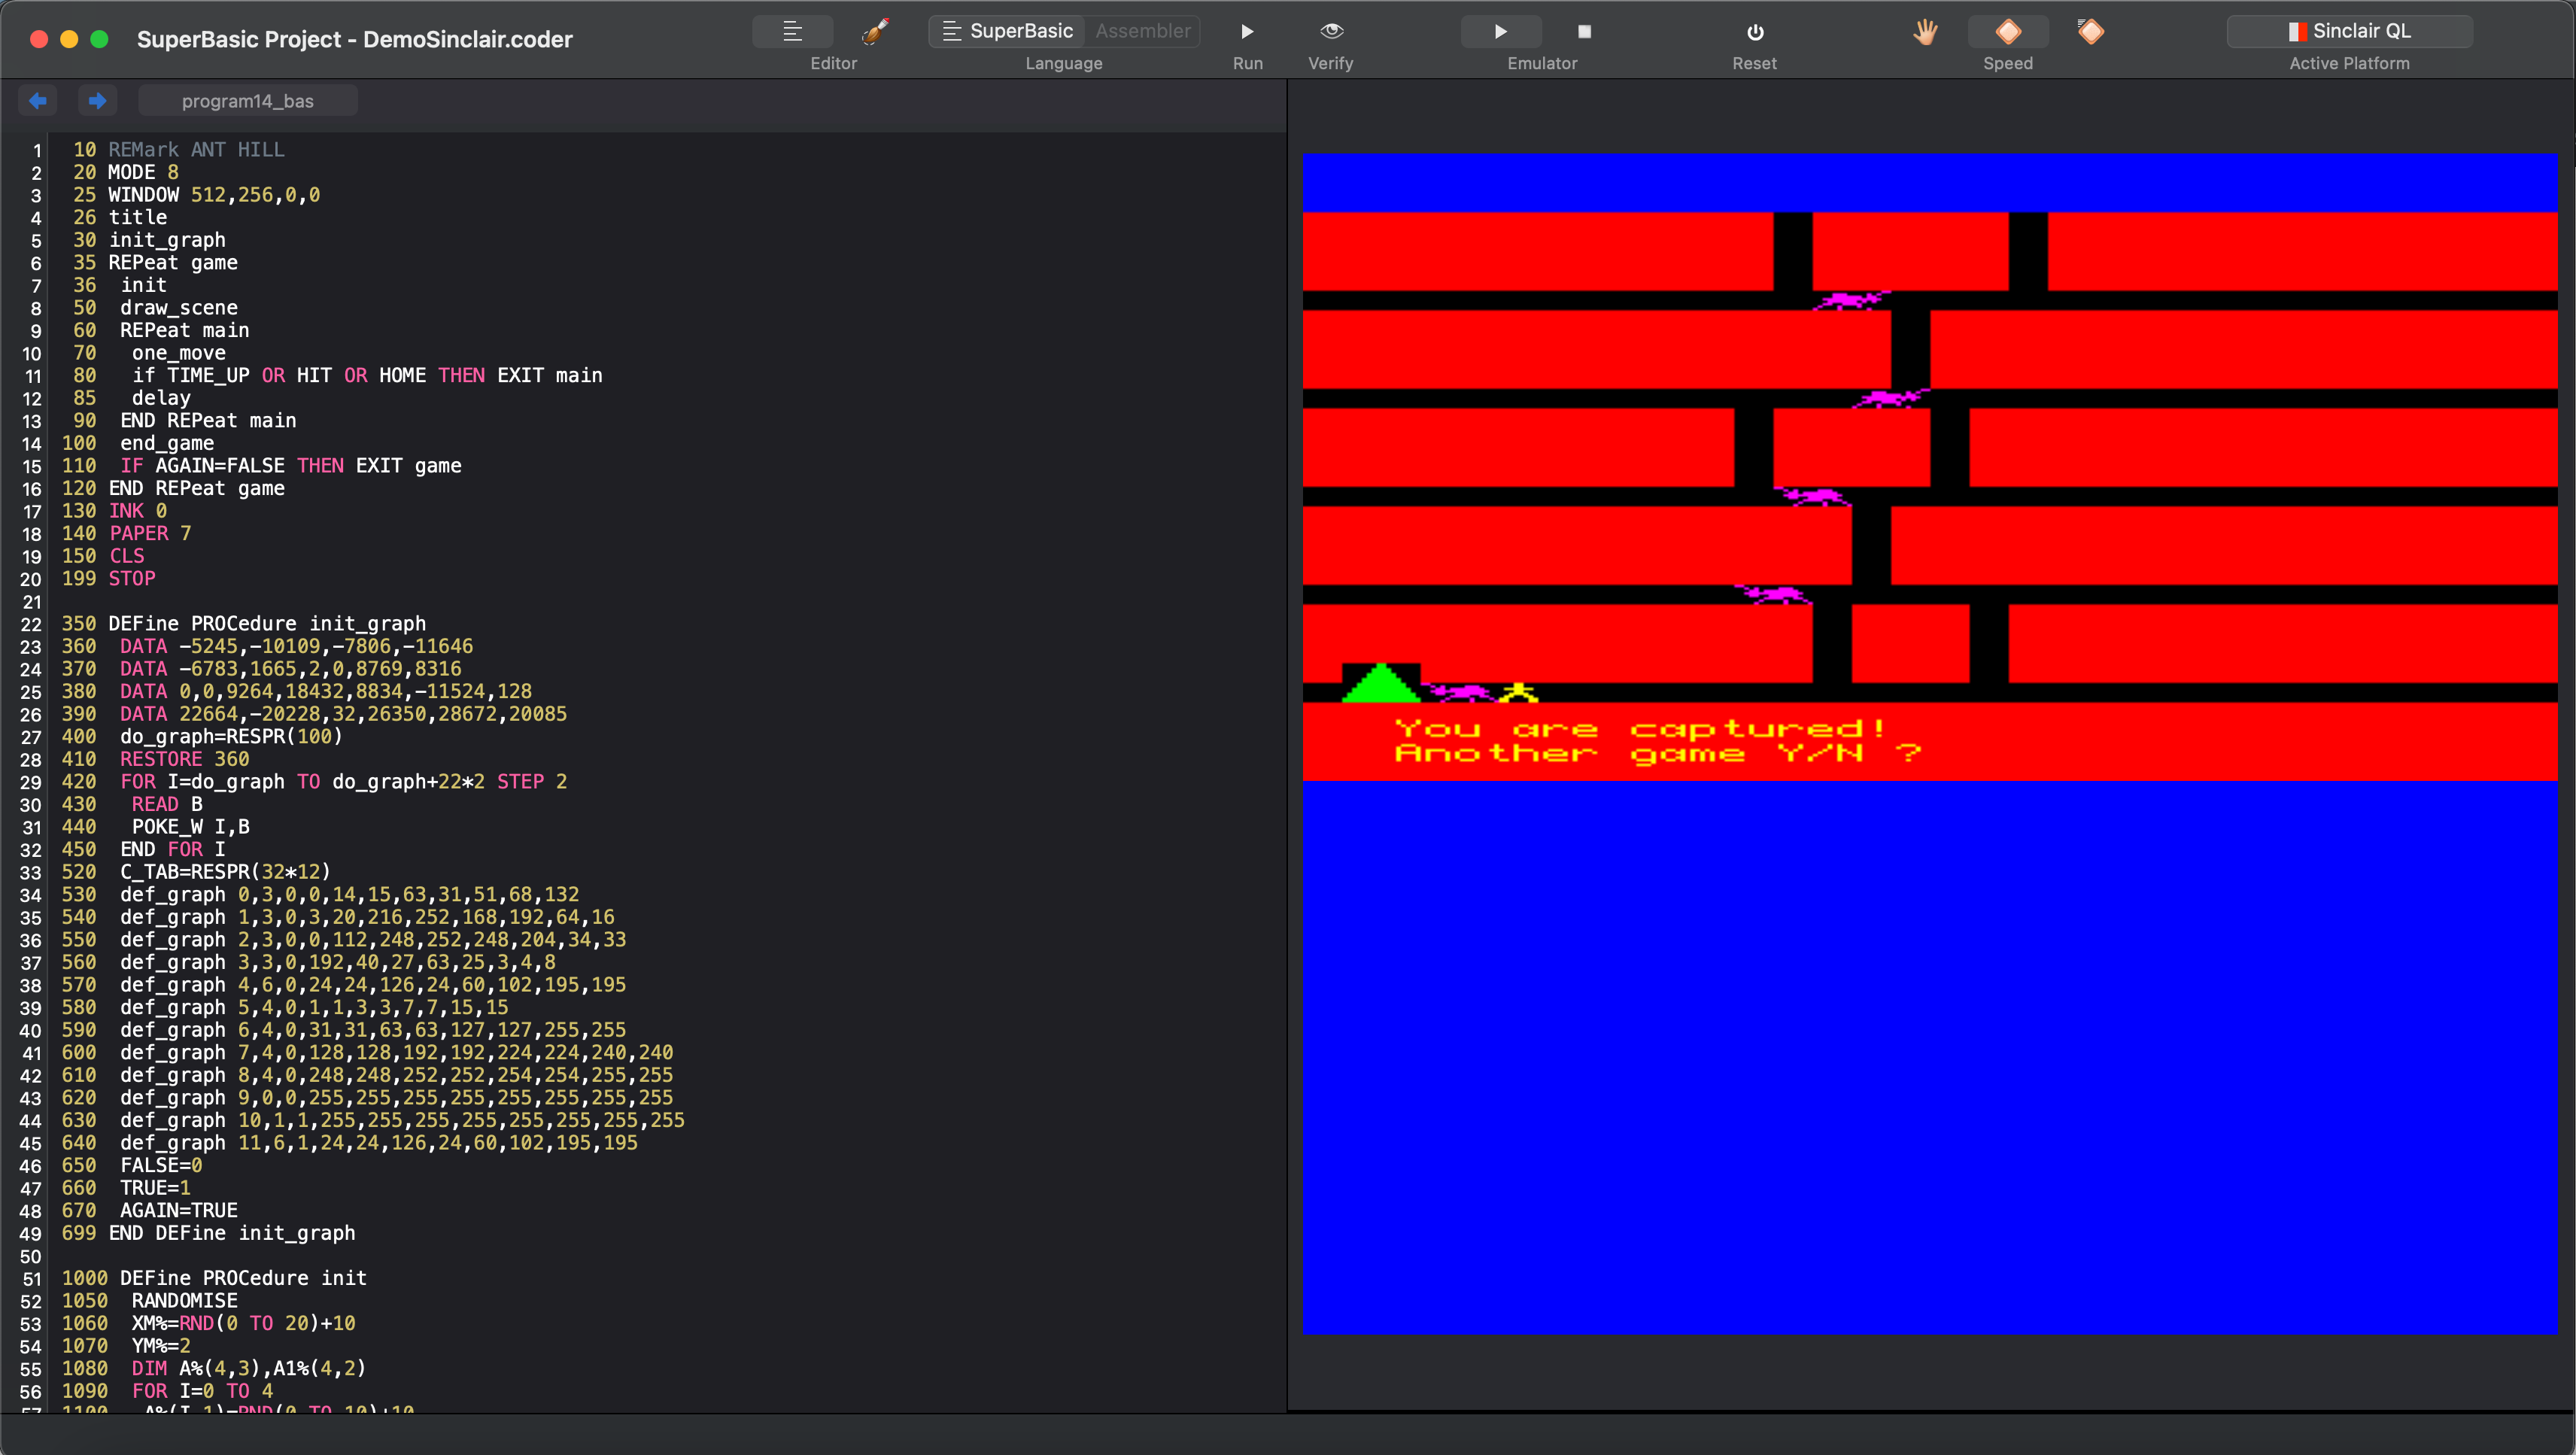 SuperBasic Project - DemoSinclair.coder
Editor
SuperBasic Assembler
Language
Run
Verify
Emulator
Reset
Speed
Sinclair QL
Active Platform
program14_bas
1 10 REMark ANT HILL
2 20 MODE 8
3 25 WINDOW 512,256,0,0
4 26 title
5 30 init_graph
6 35 REPeat game
7 36 init
8 50 draw_scene
9 60 REPeat main
10 70 one_move
11 80 if TIME_UP OR HIT OR HOME THEN EXIT main
12 85 delay
13 90 END REPeat main
14 100 end_game
15 110 IF AGAIN=FALSE THEN EXIT game
16 120 END REPeat game
17 130 INK 0
18 140 PAPER 7
19 150 CLS
20 199 STOP
21
22 350 DEFine PROCedure init_graph
23 360 DATA -5245,-10109,-7806,-11646
24 370 DATA -6783,1665,2,0,8769,8316
25 380 DATA 0,0,9264,18432,8834,-11524,128
26 390 DATA 22664,-20228,32,26350,28672,20085
27 400 do_graph=RESPR(100)
28 410 RESTORE 360
29 420 FOR I=do_graph TO do_graph+22*2 STEP 2
30 430 READ B
31 440 POKE_W I,B
32 450 END FOR I
33 520 C_TAB=RESPR(32*12)
34 530 def_graph 0,3,0,0,14,15,63,31,51,68,132
35 540 def_graph 1,3,0,3,20,216,252,168,192,64,16
36 550 def_graph 2,3,0,0,112,248,252,248,204,34,33
37 560 def_graph 3,3,0,192,40,27,63,25,3,4,8
38 570 def_graph 4,6,0,24,24,126,24,60,102,195,195
39 580 def_graph 5,4,0,1,1,3,3,7,7,15,15
40 590 def_graph 6,4,0,31,31,63,63,127,127,255,255
41 600 def_graph 7,4,0,128,128,192,192,224,224,240,240
42 610 def_graph 8,4,0,248,248,252,252,254,254,255,255
43 620 def_graph 9,0,0,255,255,255,255,255,255,255,255
44 630 def_graph 10,1,1,255,255,255,255,255,255,255,255
45 640 def_graph 11,6,1,24,24,126,24,60,102,195,195
46 650 FALSE=0
47 660 TRUE=1
48 670 AGAIN=TRUE
49 699 END DEFine init_graph
50
51 1000 DEFine PROCedure init
52 1050 RANDOMISE
53 1060 XM%=RND(0 TO 20)+10
54 1070 YM%=2
55 1080 DIM A%(4,3),A1%(4,2)
56 1090 FOR I=0 TO 4
57 1100 A%(I,1)=RND(0 TO 10)+10
You are captured!
Another game Y/N ?